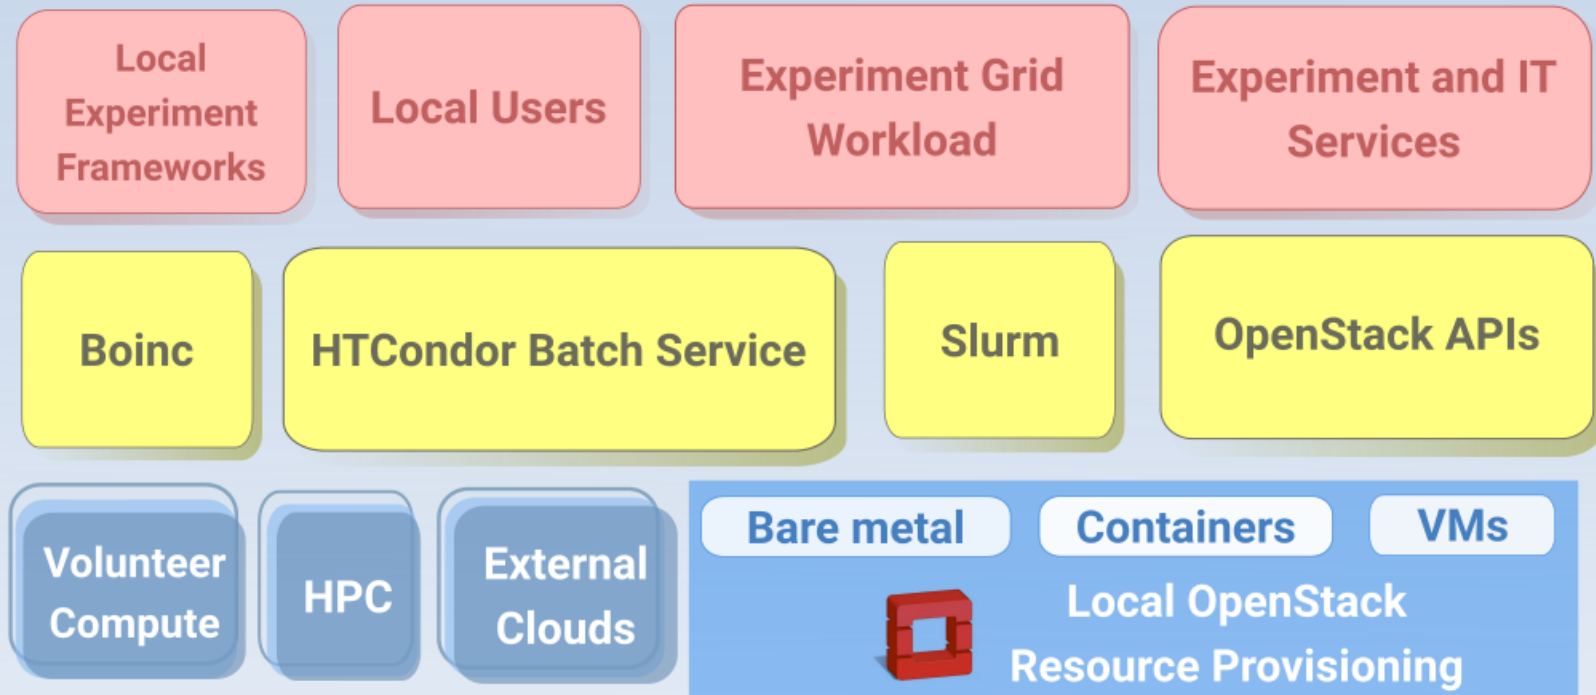 Local
Experiment
Frameworks
Local Users
Experiment Grid
Workload
Experiment and IT
Services
Boinc
HTCondor Batch Service
Slurm
OpenStack APIs
Volunteer
Compute
HPC
External
Clouds
Bare metal
Containers
VMs
Local OpenStack
Resource Provisioning